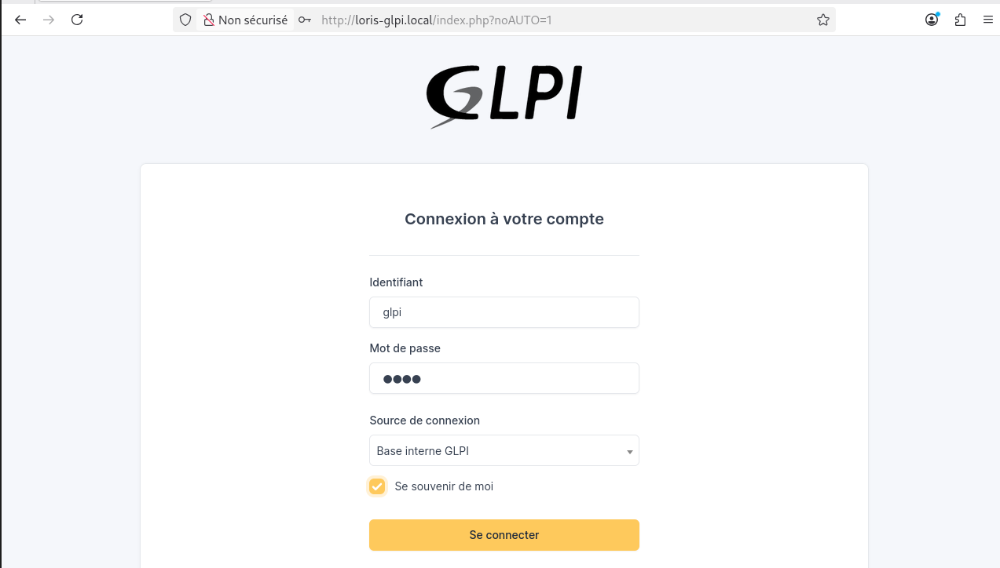 Non sécurisé
http://loris-glpi.local/index.php?noAUTO=1
GLPI
Connexion à votre compte
Identifiant
glpi
Mot de passe
●●●●
Source de connexion
Base interne GLPI
Se souvenir de moi
Se connecter